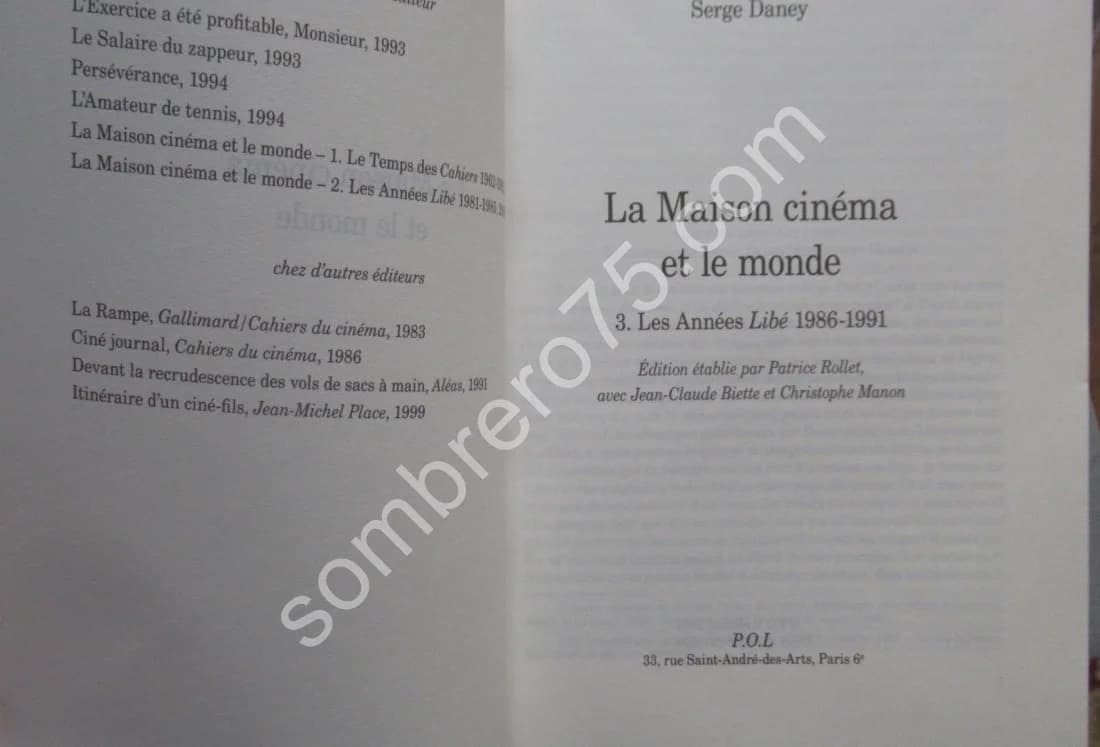 L'Exercice a été profitable, Monsieur, 1993
Le Salaire du zappeur, 1993
Persévérance, 1994
L'Amateur de tennis, 1994
La Maison cinéma et le monde – 1. Le Temps des Cahiers
La Maison cinéma et le monde – 2. Les Années Libé 1981-1985,
chez d'autres éditeurs
La Rampe, Gallimard/Cahiers du cinéma, 1983
Ciné journal, Cahiers du cinéma, 1986
Devant la recrudescence des vols de sacs à main, Aléas, 1991
Itinéraire d'un ciné-fils, Jean-Michel Place, 1999
Serge Daney
La Maison cinéma
et le monde
3. Les Années Libé 1986-1991
Édition établie par Patrice Rollet,
avec Jean-Claude Biette et Christophe Manon
P.O.L
33, rue Saint-André-des-Arts, Paris 6e
sombrero75.com